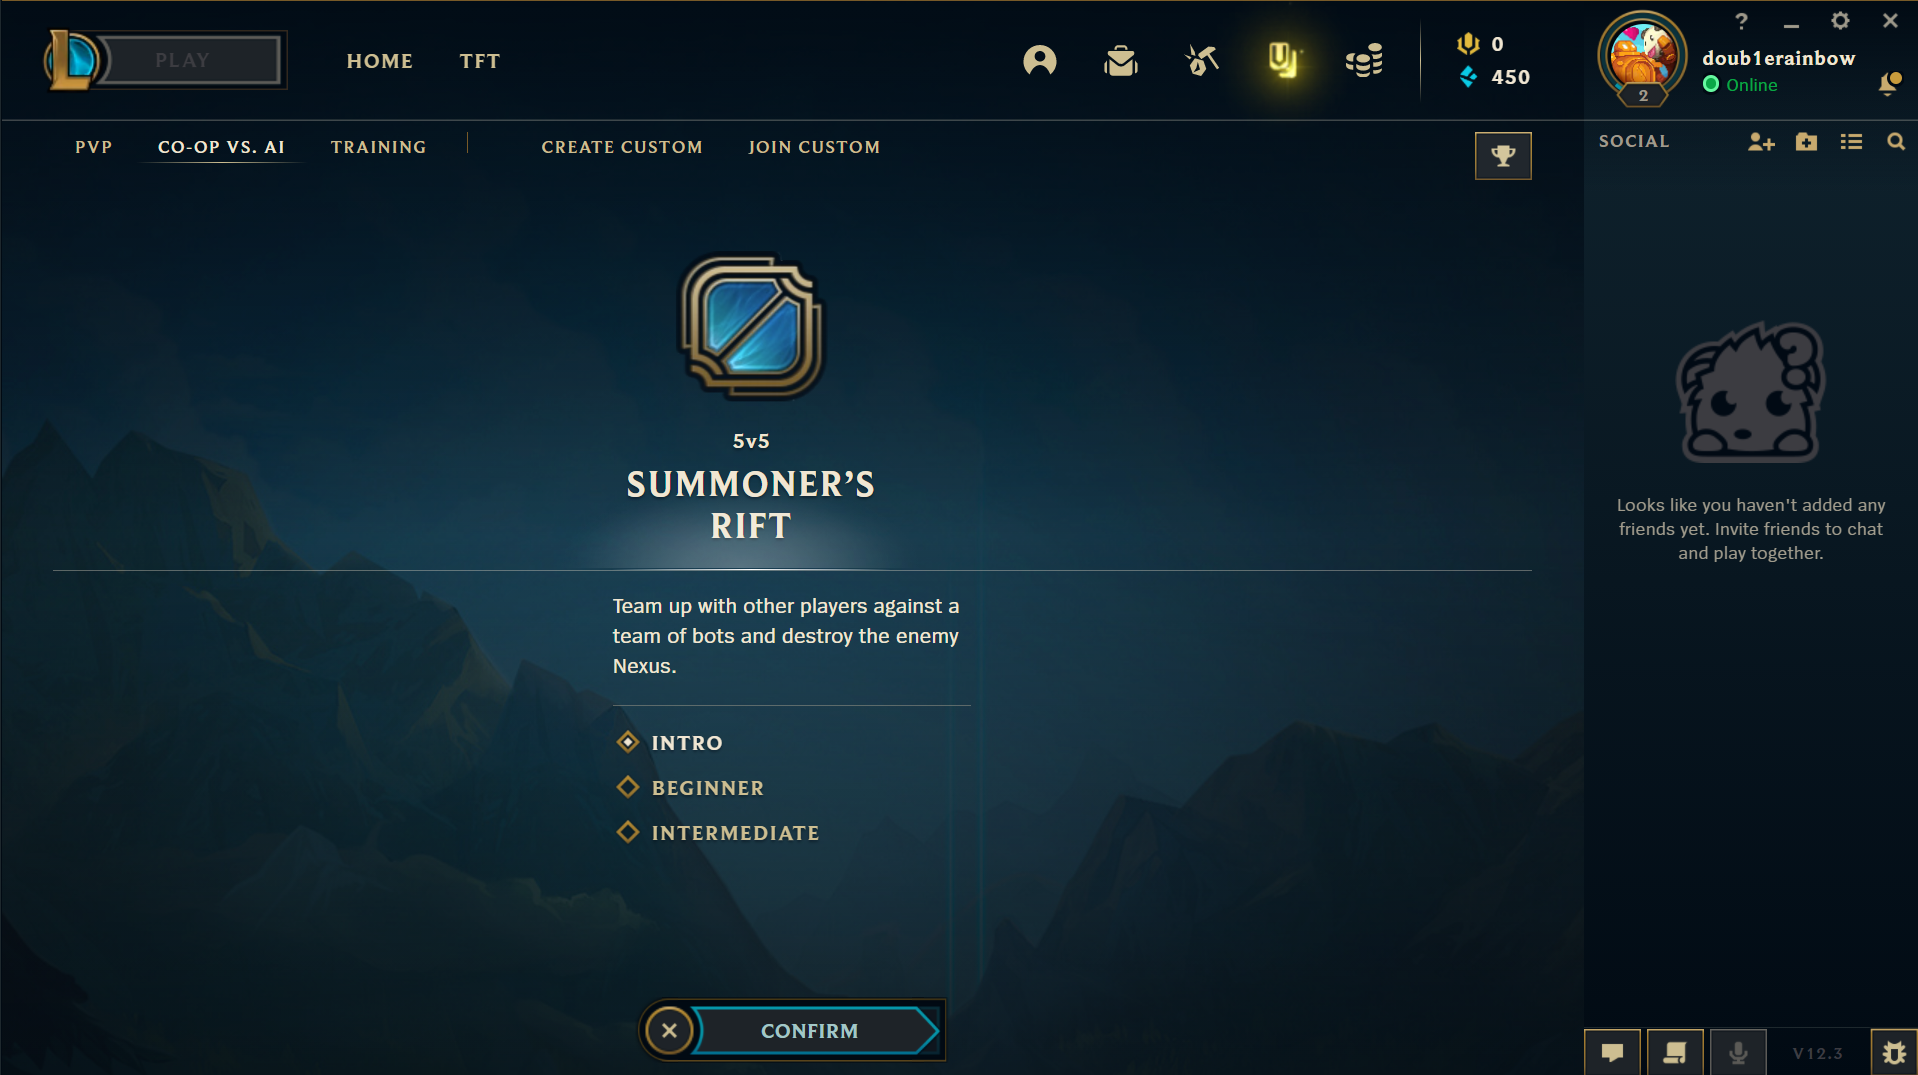 PLAY
HOME
TFT
0
450
2
doub1erainbow
Online
PVP
CO-OP VS. AI
TRAINING
CREATE CUSTOM
JOIN CUSTOM
SOCIAL
5v5
SUMMONER'S
RIFT
Team up with other players against a
team of bots and destroy the enemy
Nexus.
INTRO
BEGINNER
INTERMEDIATE
CONFIRM
Looks like you haven't added any
friends yet. Invite friends to chat
and play together.
V12.3